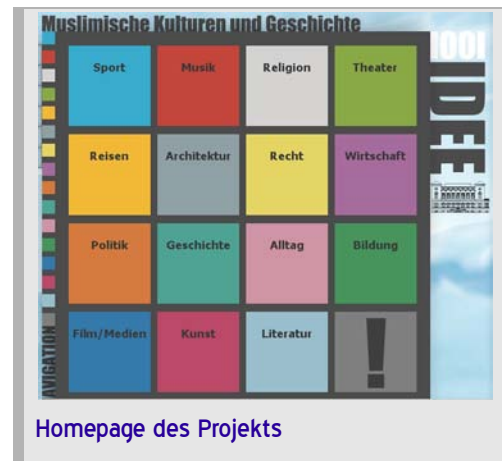 Muslimische Kulturen und Geschichte
1001
IDEE
Sport Musik Religion Theater
Reisen Architektur Recht Wirtschaft
Politik Geschichte Alltag Bildung
Film/Medien Kunst Literatur !
AVIGATION
Homepage des Projekts